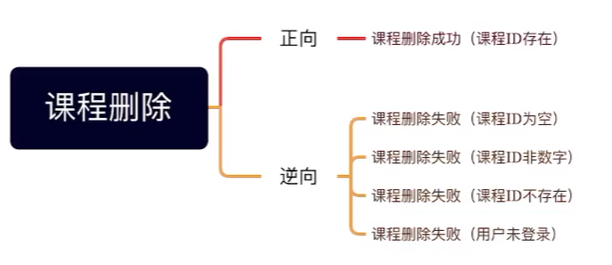 课程删除
正向
课程删除成功（课程ID存在）
逆向
课程删除失败（课程ID为空）
课程删除失败（课程ID非数字）
课程删除失败（课程ID不存在）
课程删除失败（用户未登录）